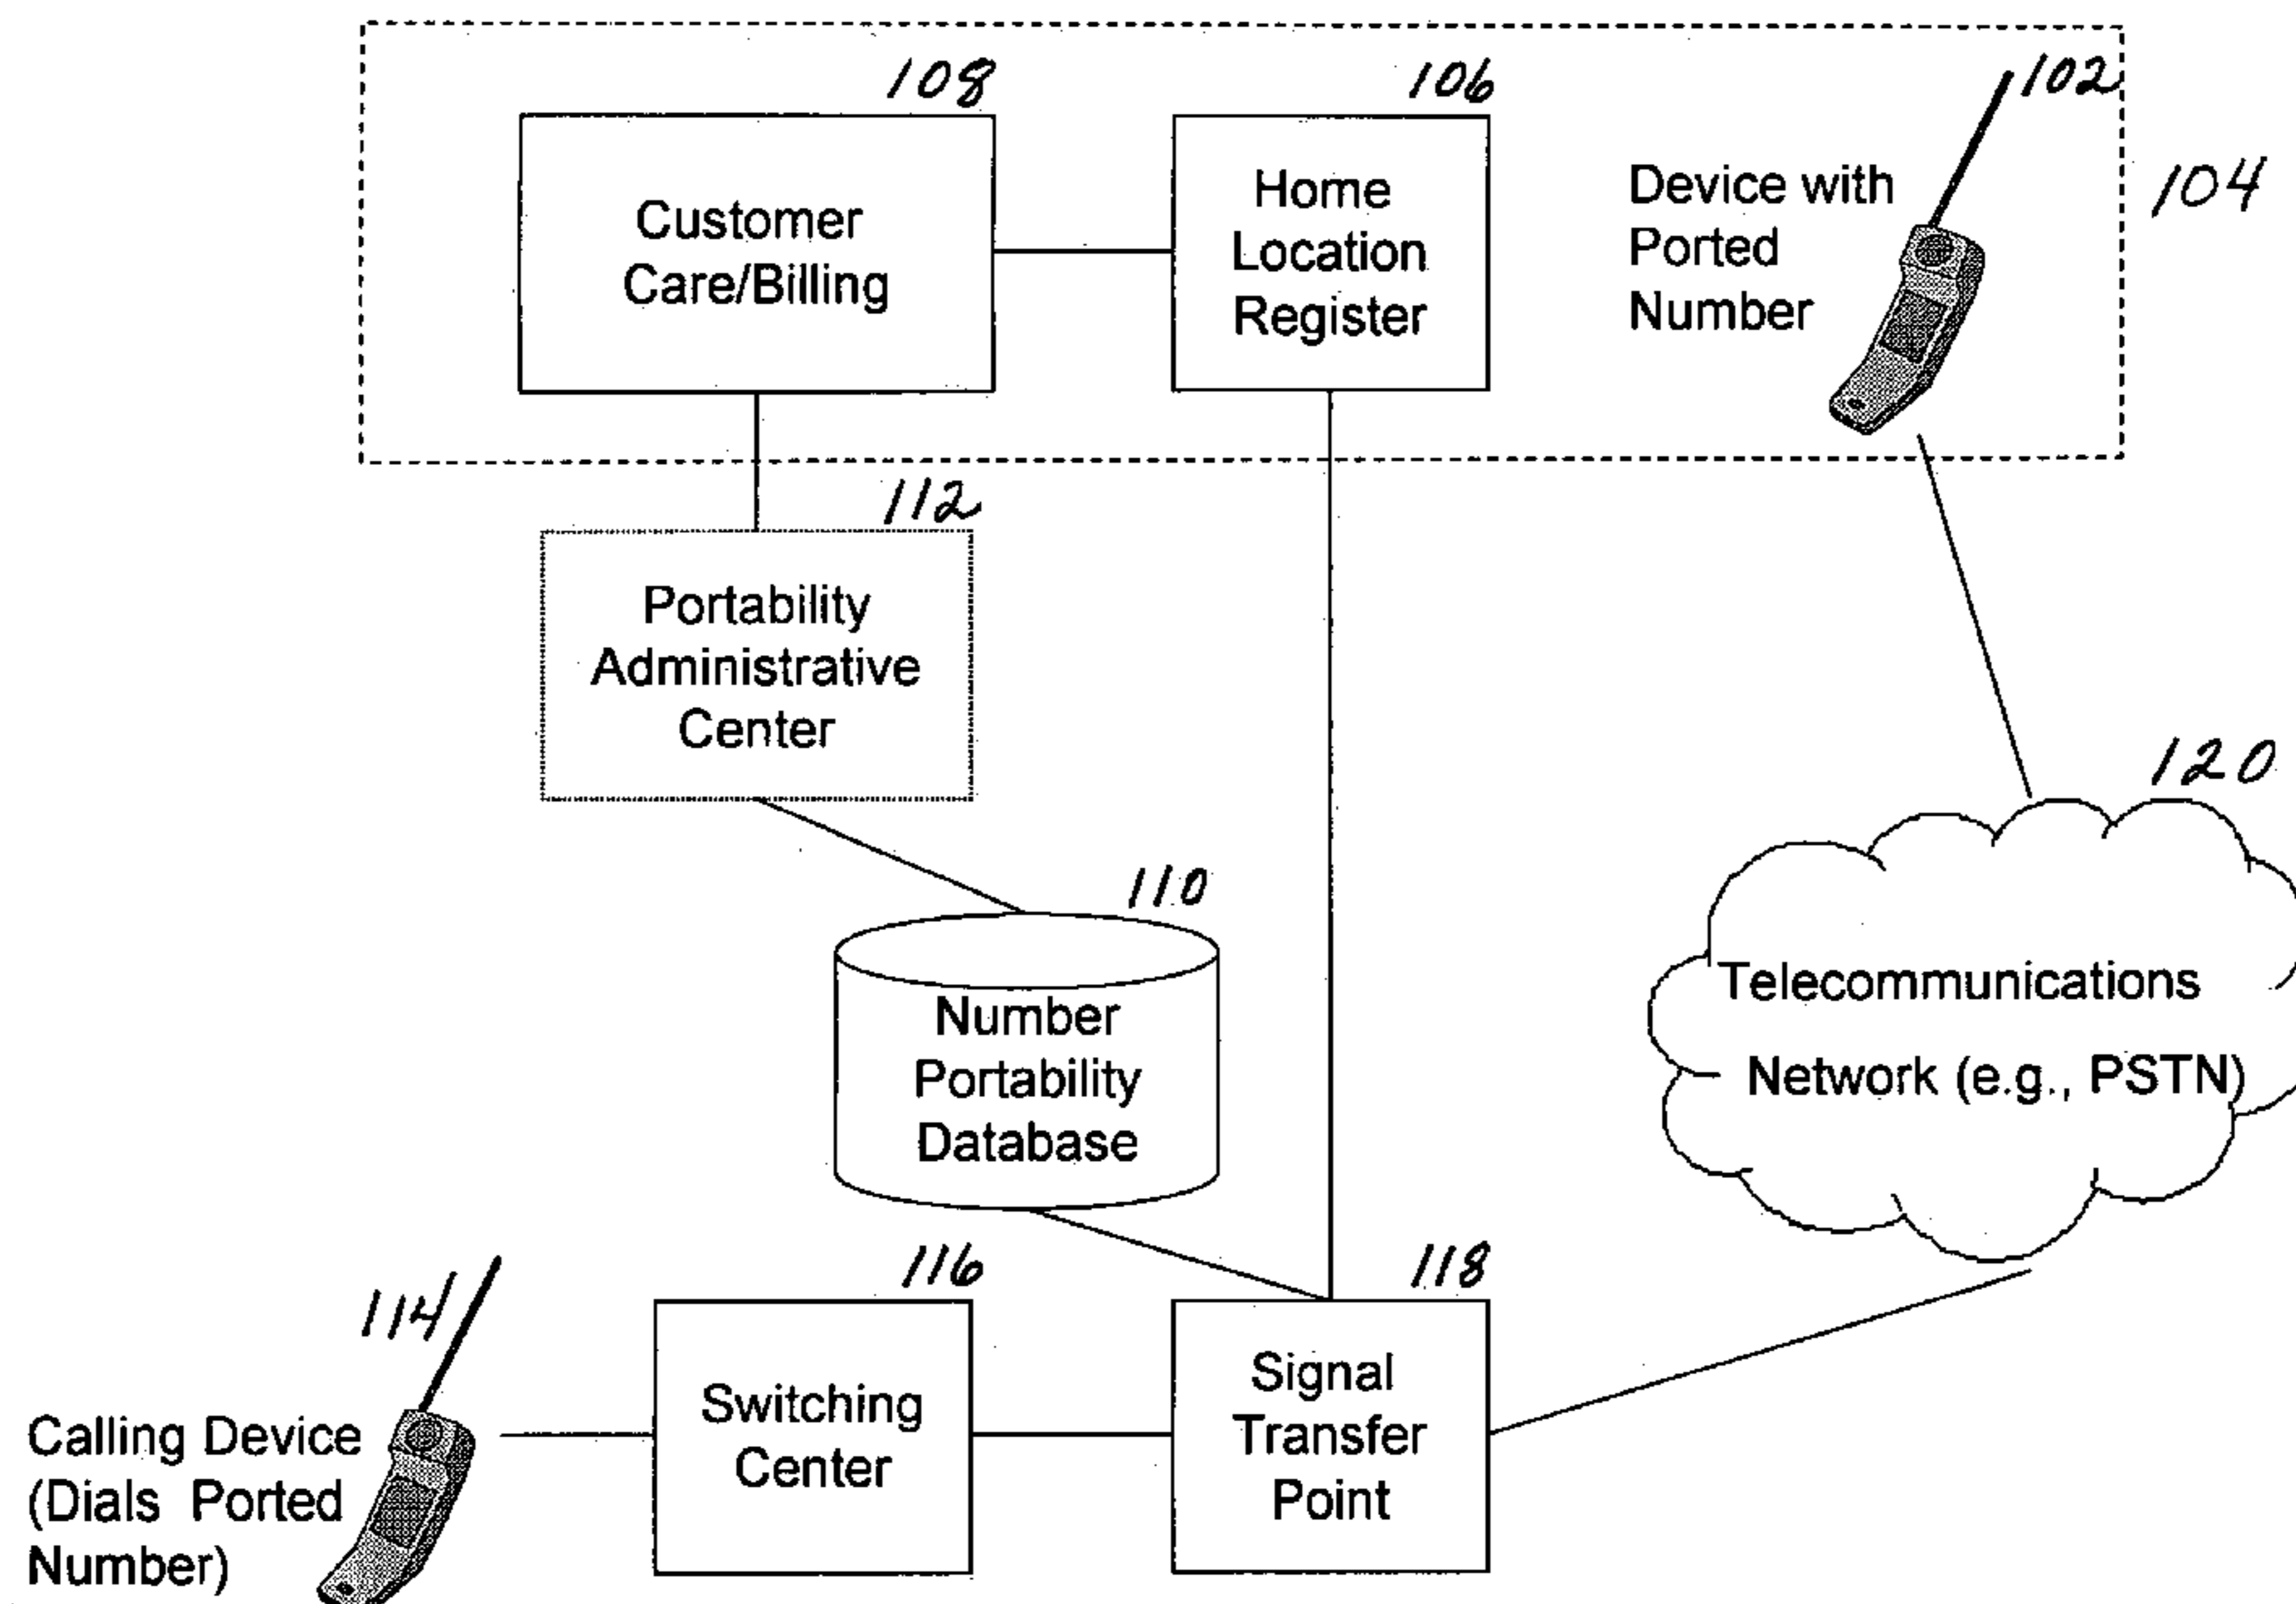 108
106
102
104
Customer
Care/Billing
Home
Location
Register
Device with
Ported
Number
112
Portability
Administrative
Center
120
110
Number
Portability
Database
Telecommunications
Network (e.g., PSTN)
114
116
118
Calling Device
(Dials Ported
Number)
Switching
Center
Signal
Transfer
Point